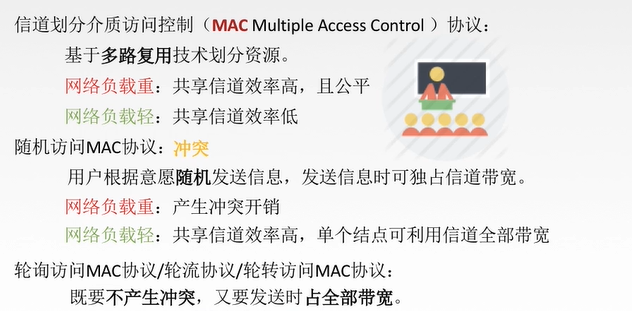 信道划分介质访问控制（MAC Multiple Access Control ）协议：
基于多路复用技术划分资源。
网络负载重：共享信道效率高，且公平
网络负载轻：共享信道效率低
随机访问MAC协议：冲突
用户根据意愿随机发送信息，发送信息时可独占信道带宽。
网络负载重：产生冲突开销
网络负载轻：共享信道效率高，单个结点可利用信道全部带宽
轮询访问MAC协议/轮流协议/轮转访问MAC协议：
既要不产生冲突，又要发送时占全部带宽。